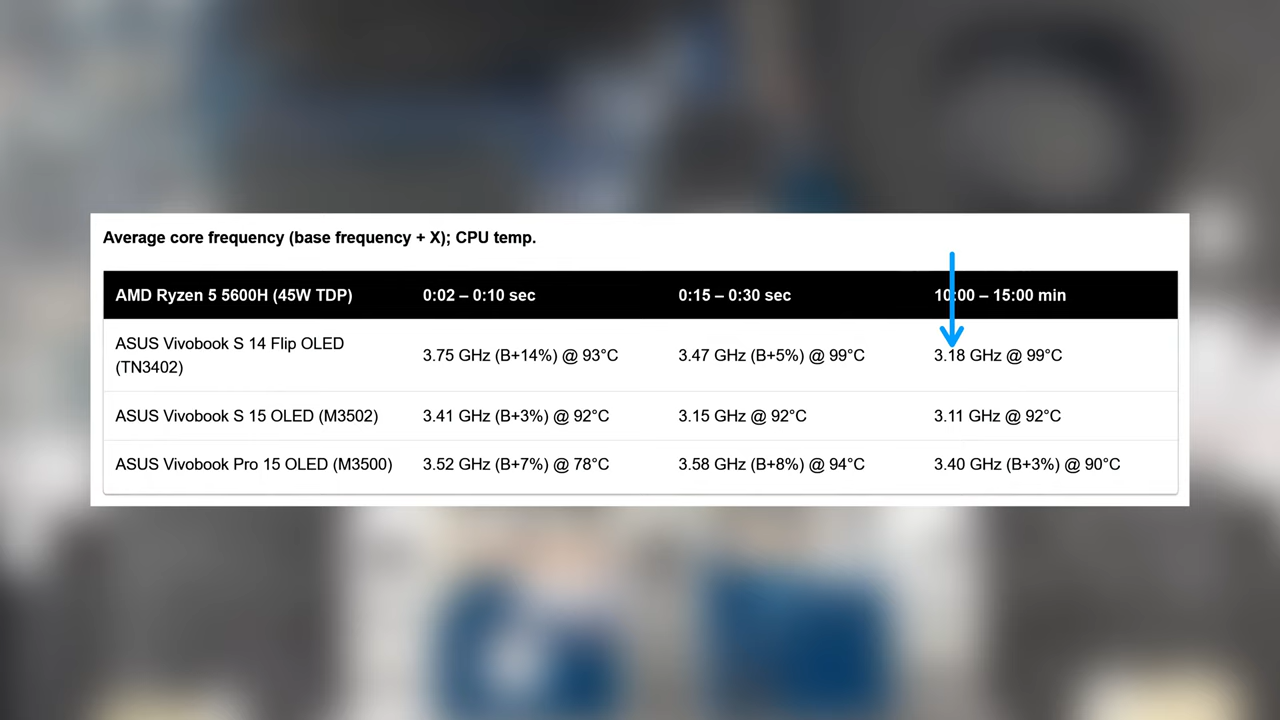 Average core frequency (base frequency + X); CPU temp.
AMD Ryzen 5 5600H (45W TDP) 0:02 – 0:10 sec 0:15 – 0:30 sec 10:00 – 15:00 min
ASUS Vivobook S 14 Flip OLED
(TN3402) 3.75 GHz (B+14%) @ 93°C 3.47 GHz (B+5%) @ 99°C 3.18 GHz @ 99°C
ASUS Vivobook S 15 OLED (M3502) 3.41 GHz (B+3%) @ 92°C 3.15 GHz @ 92°C 3.11 GHz @ 92°C
ASUS Vivobook Pro 15 OLED (M3500) 3.52 GHz (B+7%) @ 78°C 3.58 GHz (B+8%) @ 94°C 3.40 GHz (B+3%) @ 90°C